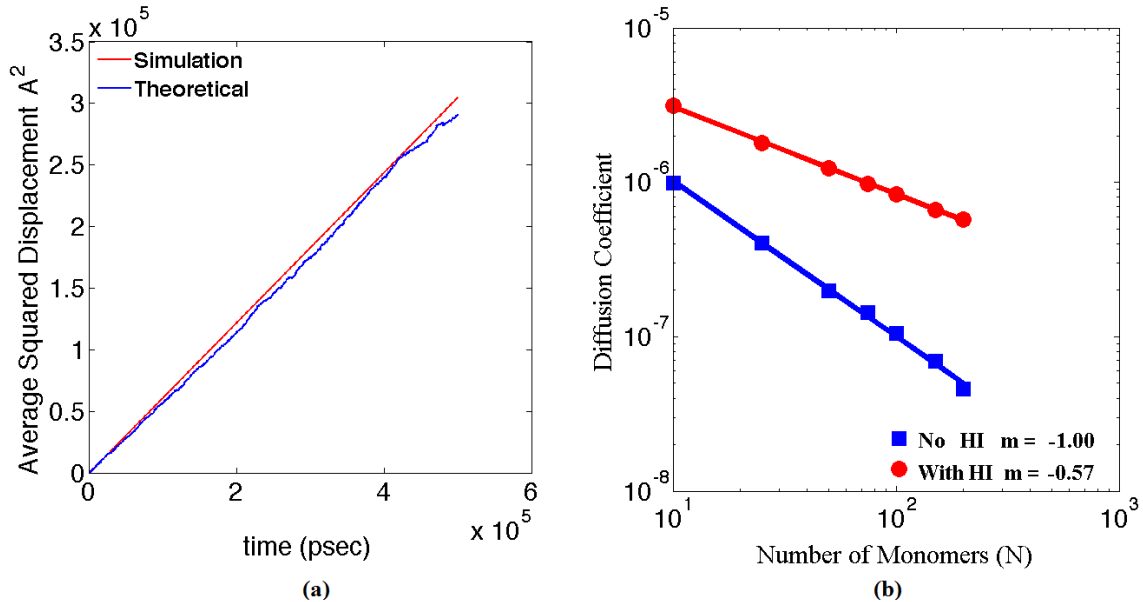 x 10^5
3.5
3
2.5
2
1.5
1
0.5
0
Average Squared Displacement A^2
Simulation
Theoretical
0 2 4 6
x 10^5
time (psec)
(a)
10^-5
10^-6
10^-7
10^-8
Diffusion Coefficient
No HI m = -1.00
With HI m = -0.57
10^1 10^2 10^3
Number of Monomers (N)
(b)